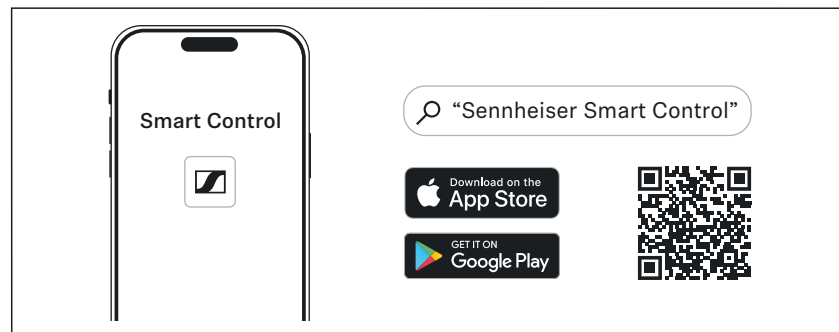 Smart Control
“Sennheiser Smart Control”
Download on the
App Store
GET IT ON
Google Play